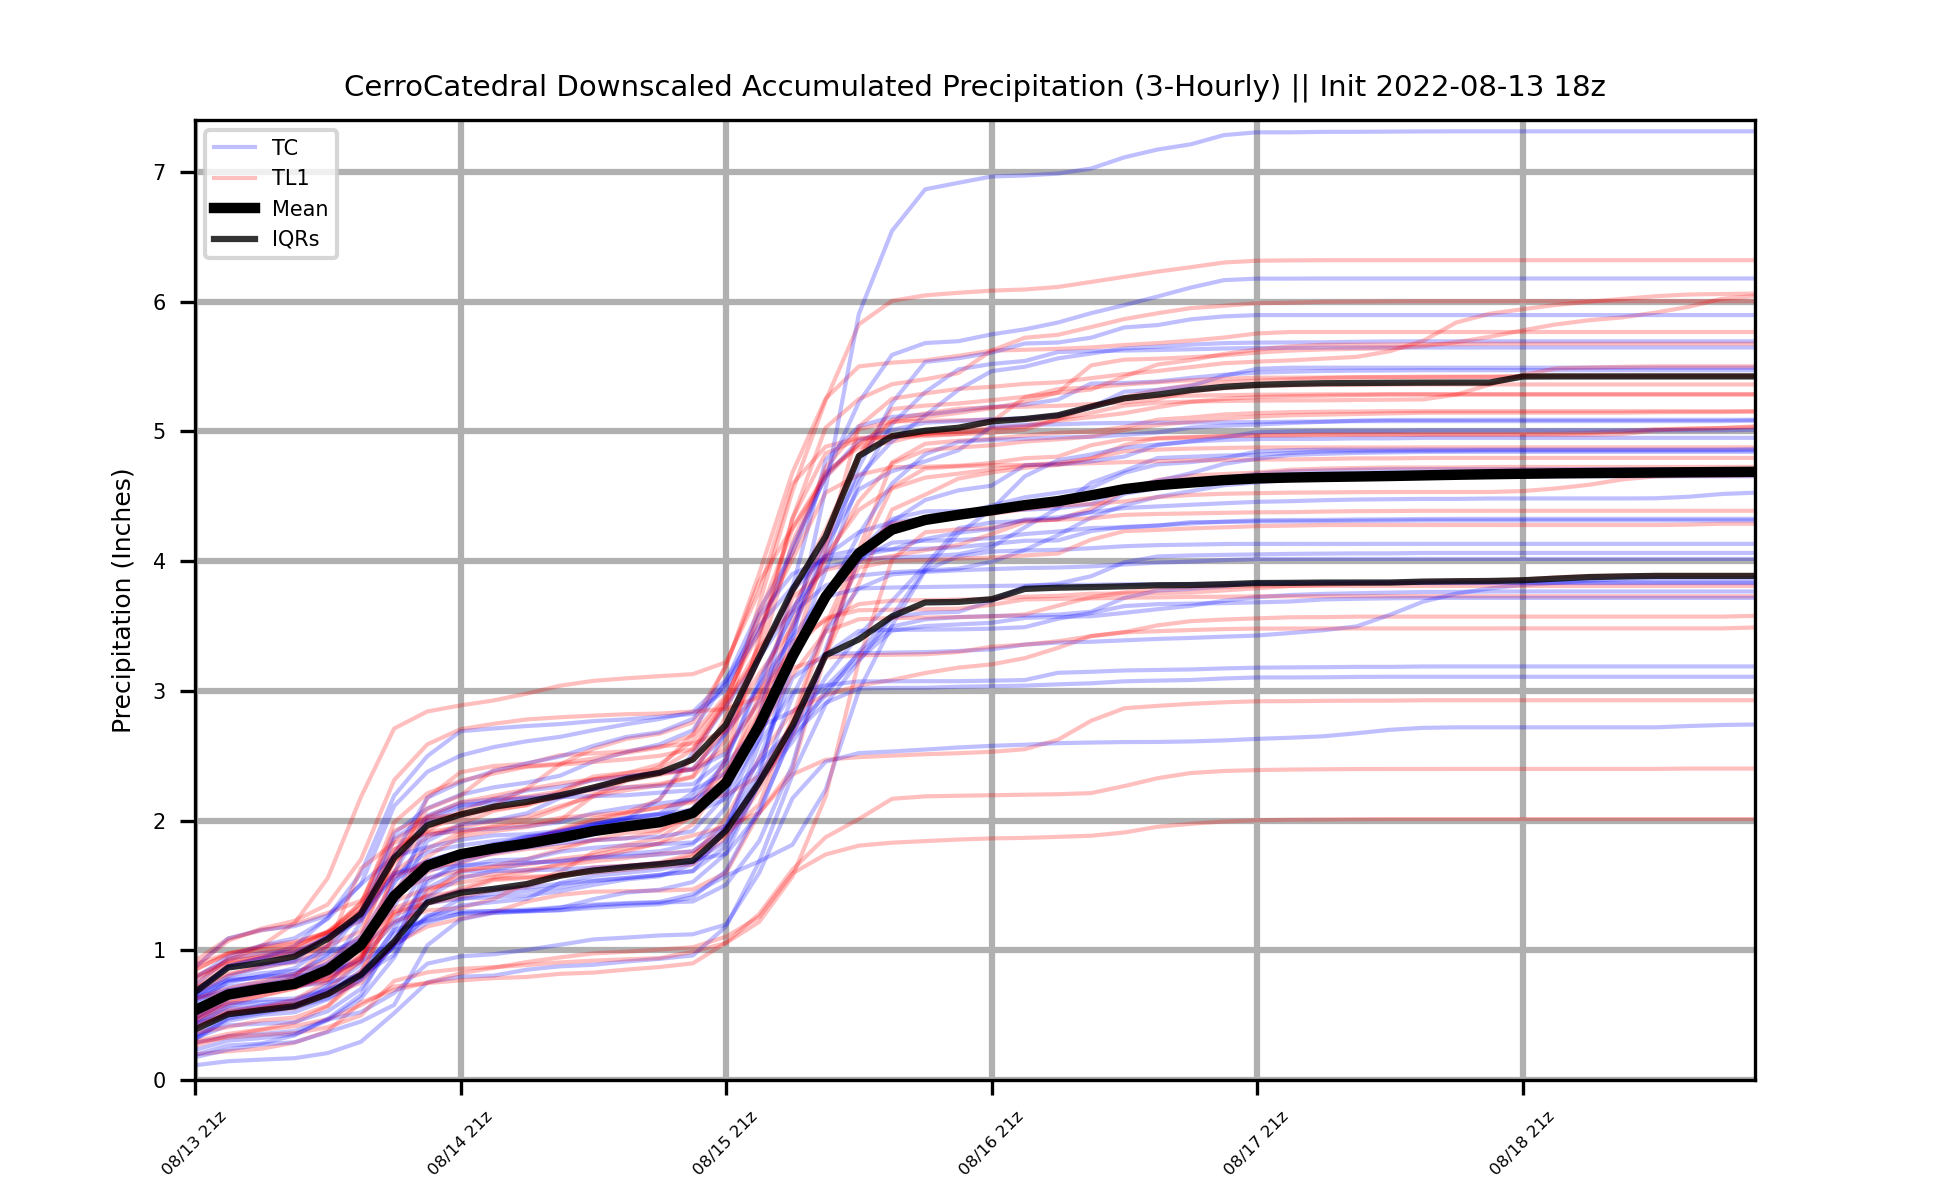 CerroCatedral Downscaled Accumulated Precipitation (3-Hourly) || Init 2022-08-13 18z
TC
TL1
Mean
IQRs
7
6
5
4
3
2
1
0
Precipitation (Inches)
08/13 21z
08/14 21z
08/15 21z
08/16 21z
08/17 21z
08/18 21z